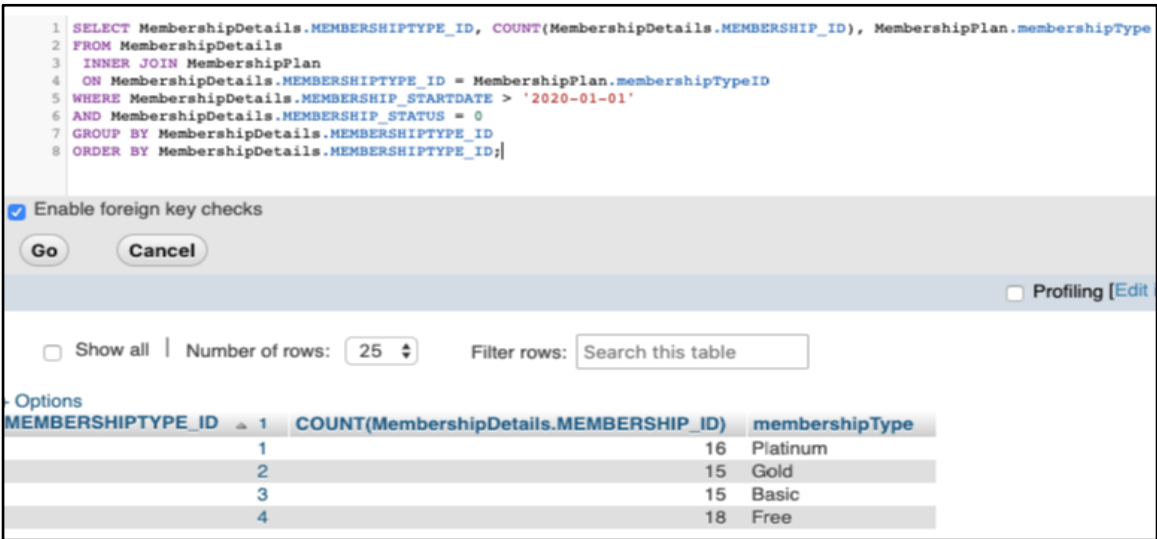 1 SELECT MembershipDetails.MEMBERSHIPTYPE_ID, COUNT(MembershipDetails.MEMBERSHIP_ID), MembershipPlan.membershipType
2 FROM MembershipDetails
3 INNER JOIN MembershipPlan
4 ON MembershipDetails.MEMBERSHIPTYPE_ID = MembershipPlan.membershipTypeID
5 WHERE MembershipDetails.MEMBERSHIP_STARTDATE > '2020-01-01'
6 AND MembershipDetails.MEMBERSHIP_STATUS = 0
7 GROUP BY MembershipDetails.MEMBERSHIPTYPE_ID
8 ORDER BY MembershipDetails.MEMBERSHIPTYPE_ID;
Enable foreign key checks
Go Cancel
Profiling [Edit
Show all | Number of rows: 25 Filter rows: Search this table
Options
MEMBERSHIPTYPE_ID 1 COUNT(MembershipDetails.MEMBERSHIP_ID) membershipType
1 16 Platinum
2 15 Gold
3 15 Basic
4 18 Free